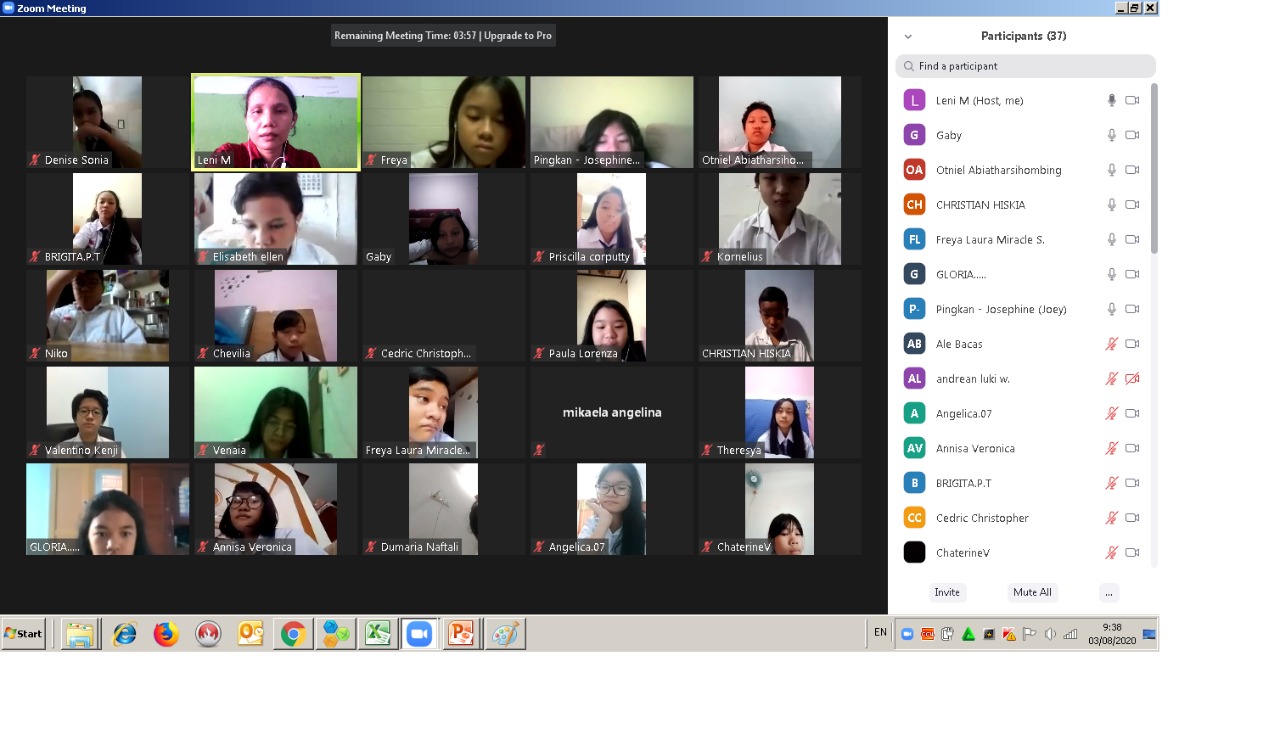 Zoom Meeting
Remaining Meeting Time: 03:57 | Upgrade to Pro
Denise Sonia
Leni M
Freya
Pingkan - Josephine...
Otniel Abiatharsiho...
BRIGITA.P.T
Elisabeth ellen
Gaby
Priscilla corputty
Kornelius
Niko
Chevilia
Cedric Christoph...
Paula Lorenza
CHRISTIAN HISKIA
Valentino Kenji
Venaia
Freya Laura Miracle...
mikaela angelina
Theresya
GLORIA.....
Annisa Veronica
Dumaria Naftali
Angelica.07
ChaterineV
Participants (37)
Find a participant
L Leni M (Host, me)
G Gaby
OA Otniel Abiatharsihombing
CH CHRISTIAN HISKIA
FL Freya Laura Miracle S.
G GLORIA.....
P- Pingkan - Josephine (Joey)
AB Ale Bacas
AL andrean luki w.
A Angelica.07
AV Annisa Veronica
B BRIGITA.P.T
CC Cedric Christopher
ChaterineV
Invite Mute All ...
Start
EN
9:38
03/08/2020